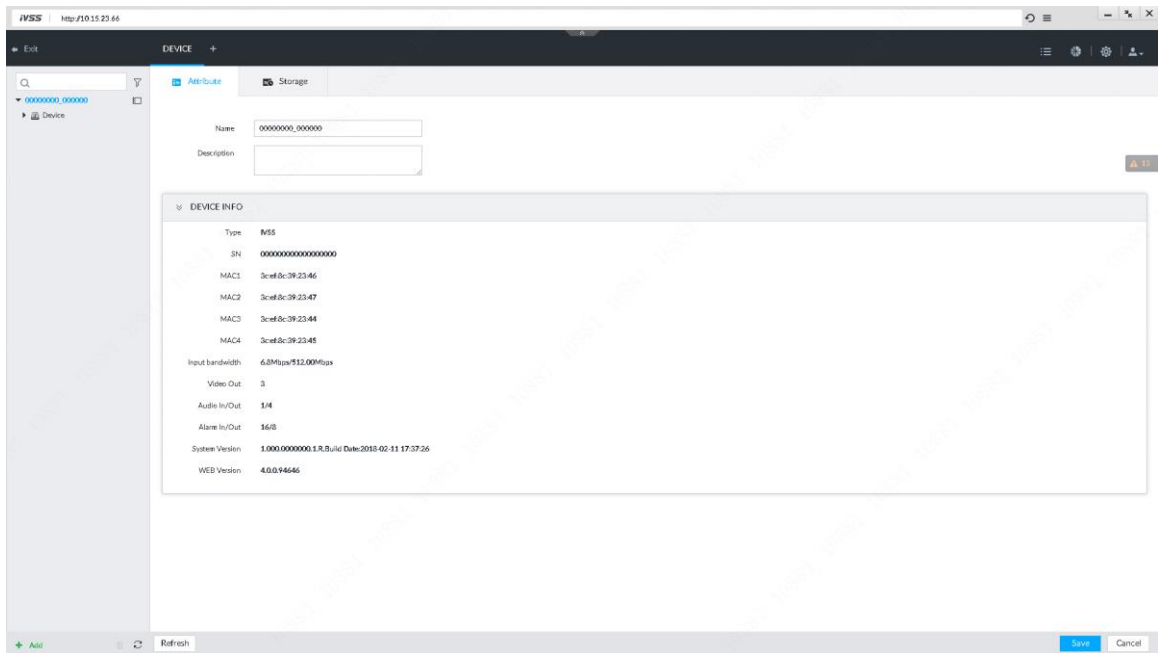 iVSS http://10.15.23.66
Exit DEVICE +
Attribute Storage
00000000_000000
Device
Name 00000000_000000
Description
15
DEVICE INFO
Type IVSS
SN 000000000000000000
MAC1 3c:ef:8c:39:23:46
MAC2 3c:ef:8c:39:23:47
MAC3 3c:ef:8c:39:23:44
MAC4 3c:ef:8c:39:23:45
Input bandwidth 6.8Mbps/512.00Mbps
Video Out 3
Audio In/Out 1/4
Alarm In/Out 16/8
System Version 1.000.0000000.1.R,Build Date:2018-02-11 17:37:26
WEB Version 4.0.0.94646
+ Add Refresh Save Cancel